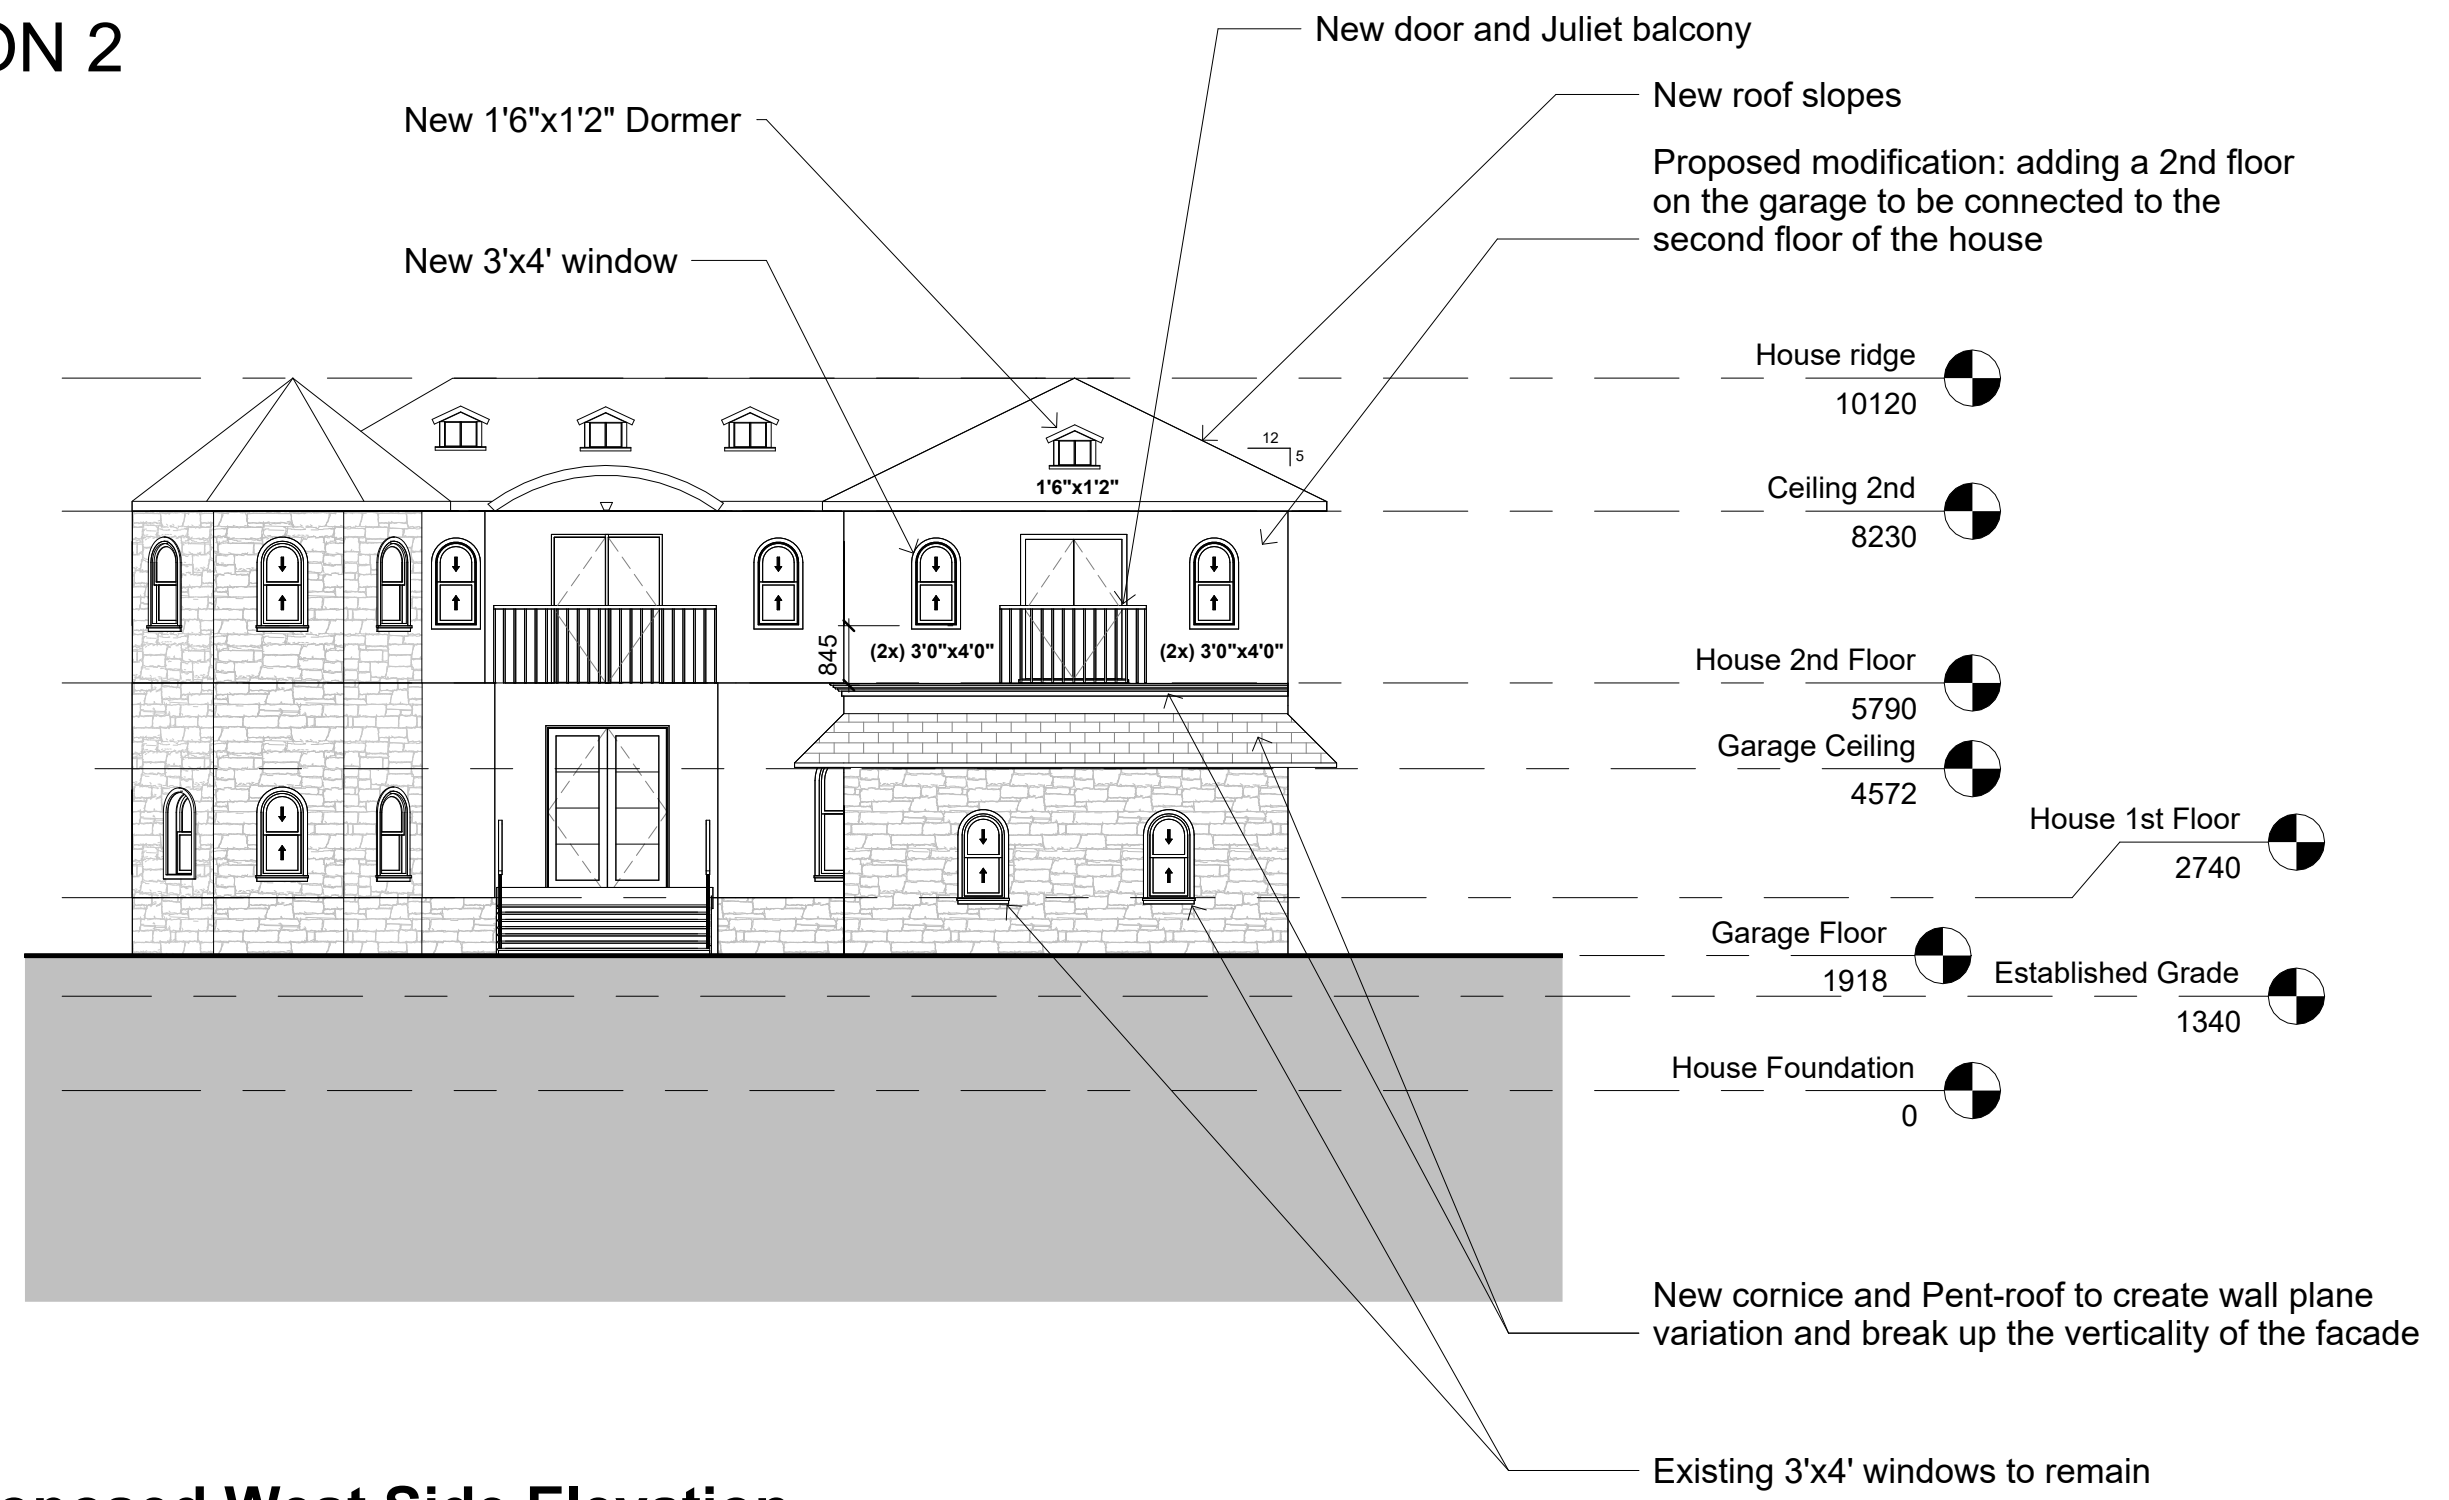 ON 2
New door and Juliet balcony
New roof slopes
New 1'6"x1'2" Dormer
Proposed modification: adding a 2nd floor
on the garage to be connected to the
second floor of the house
New 3'x4' window
House ridge
10120
12
5
1'6"x1'2"
Ceiling 2nd
8230
845
(2x) 3'0"x4'0"
(2x) 3'0"x4'0"
House 2nd Floor
5790
Garage Ceiling
4572
House 1st Floor
2740
Garage Floor
1918
Established Grade
1340
House Foundation
0
New cornice and Pent-roof to create wall plane
variation and break up the verticality of the facade
Existing 3'x4' windows to remain
West Side Elevation